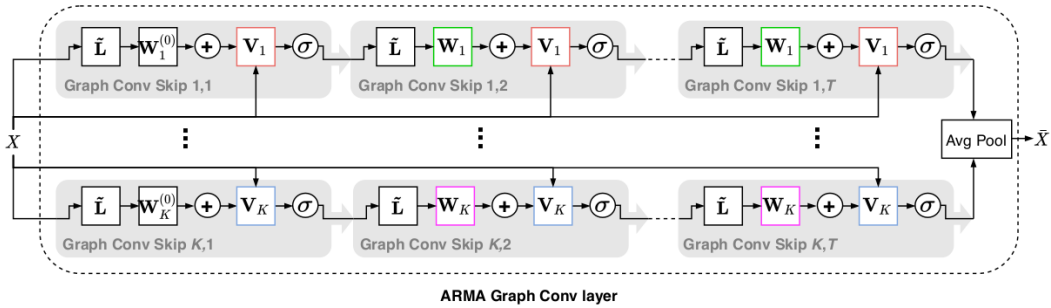 L̃ W₁⁽⁰⁾ + V₁ σ L̃ W₁ + V₁ σ L̃ W₁ + V₁ σ
Graph Conv Skip 1,1 Graph Conv Skip 1,2 Graph Conv Skip 1,T
X Avg Pool X̄
L̃ W_K⁽⁰⁾ + V_K σ L̃ W_K + V_K σ L̃ W_K + V_K σ
Graph Conv Skip K,1 Graph Conv Skip K,2 Graph Conv Skip K,T
ARMA Graph Conv layer